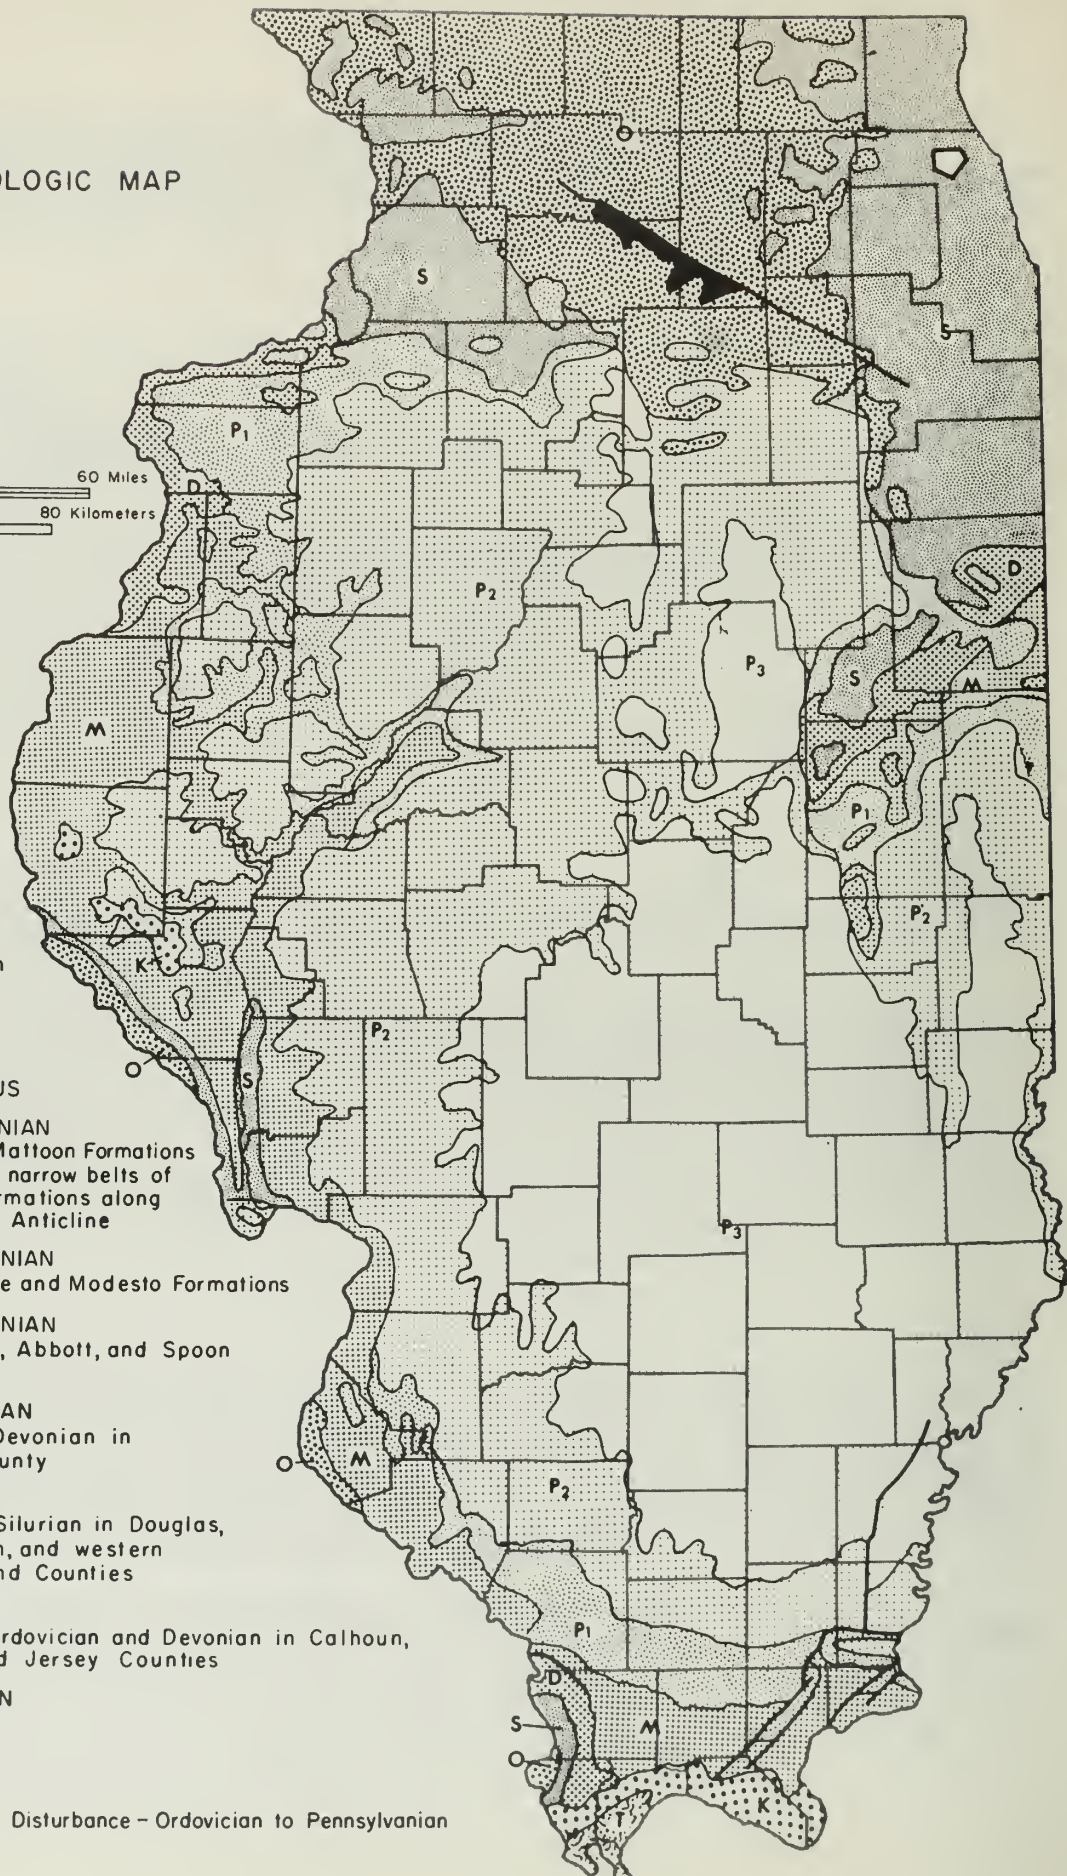 OLOGIC MAP
S
S
P1
60 Miles
D
80 Kilometers
P2
D
P3
S
M
M
P1
P2
K
n
P2
O
S
US
NIAN
Mattoon Formations
narrow belts of
rmations along
Anticline
P3
NIAN
e and Modesto Formations
NIAN
, Abbott, and Spoon
AN
Devonian in
unty
O
M
O
P2
Silurian in Douglas,
n, and western
nd Counties
P1
rdovician and Devonian in Calhoun,
d Jersey Counties
D
N
S
M
O
K
T
Disturbance – Ordovician to Pennsylvanian